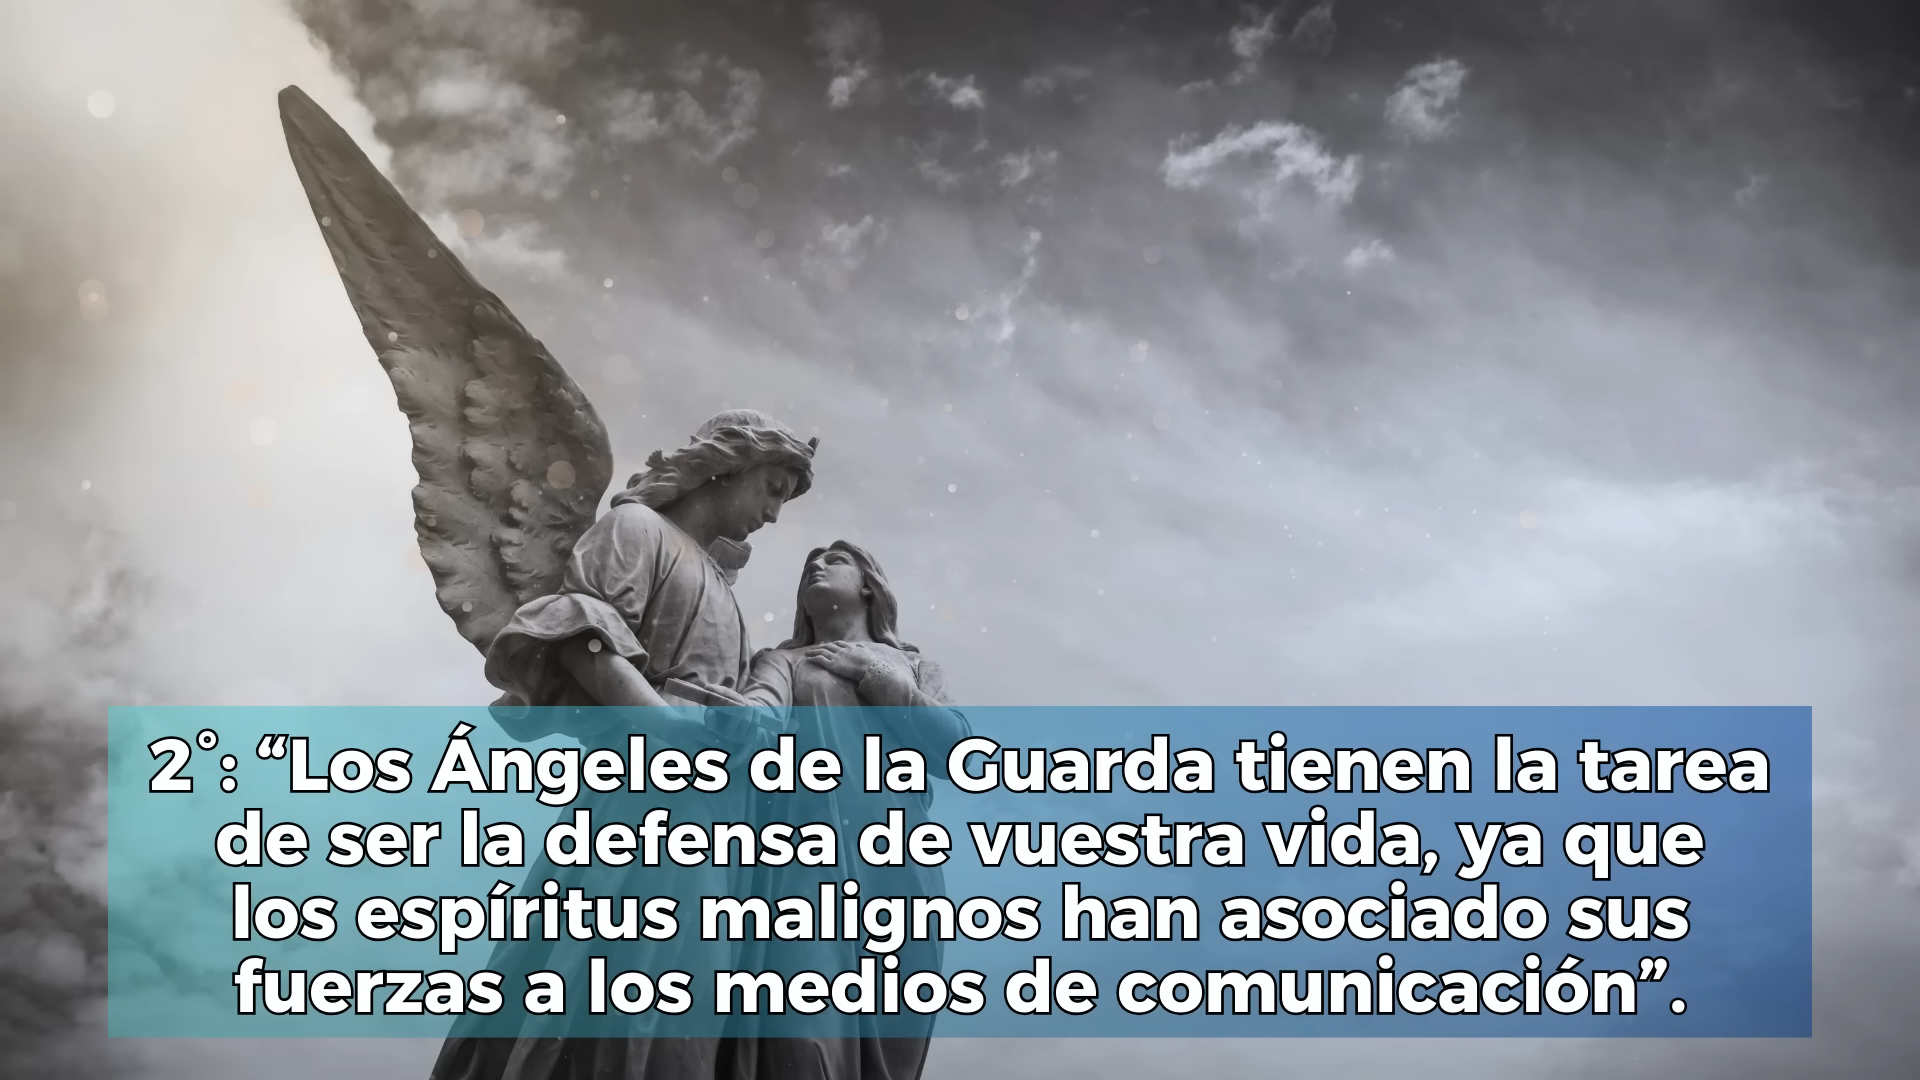 2°: “Los Ángeles de la Guarda tienen la tarea
de ser la defensa de vuestra vida, ya que
los espíritus malignos han asociado sus
fuerzas a los medios de comunicación”.